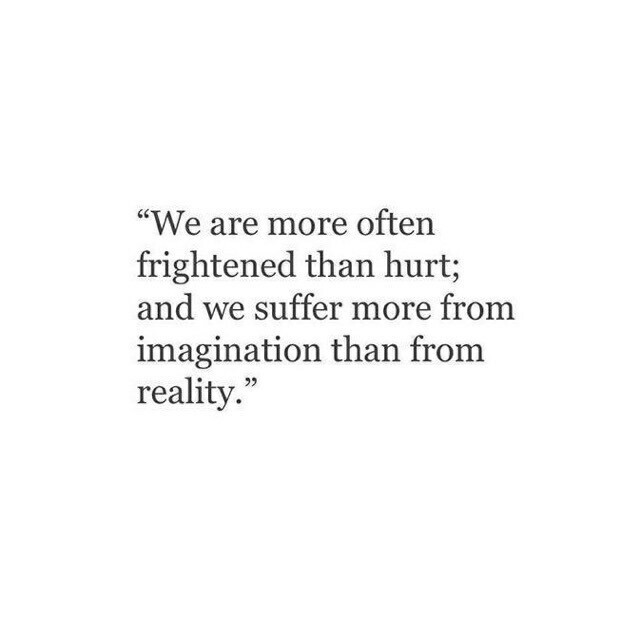 “We are more often
frightened than hurt;
and we suffer more from
imagination than from
reality.”